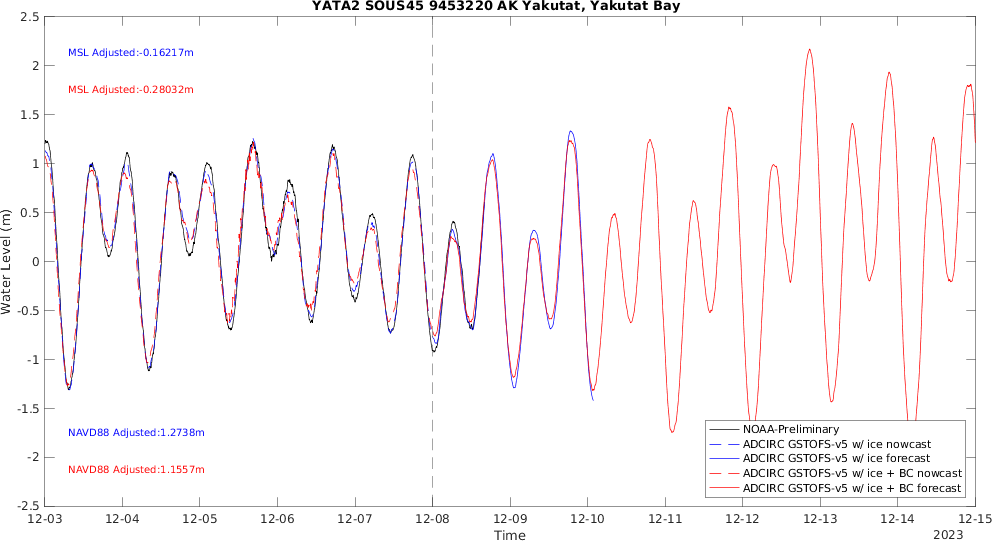 YATA2 SOUS45 9453220 AK Yakutat, Yakutat Bay
2.5
2
1.5
1
0.5
0
-0.5
-1
-1.5
-2
-2.5
Water Level (m)
MSL Adjusted:-0.16217m
MSL Adjusted:-0.28032m
NAVD88 Adjusted:1.2738m
NAVD88 Adjusted:1.1557m
NOAA-Preliminary
ADCIRC GSTOFS-v5 w/ ice nowcast
ADCIRC GSTOFS-v5 w/ ice forecast
ADCIRC GSTOFS-v5 w/ ice + BC nowcast
ADCIRC GSTOFS-v5 w/ ice + BC forecast
12-03 12-04 12-05 12-06 12-07 12-08 12-09 12-10 12-11 12-12 12-13 12-14 12-15
Time
2023